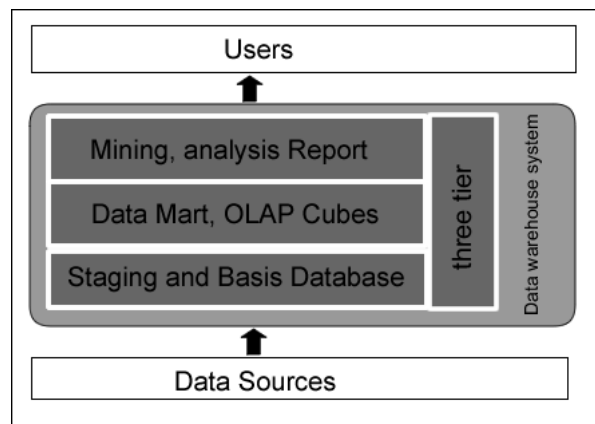 Users
Mining, analysis Report
Data Mart, OLAP Cubes
Staging and Basis Database
three tier
Data warehouse system
Data Sources